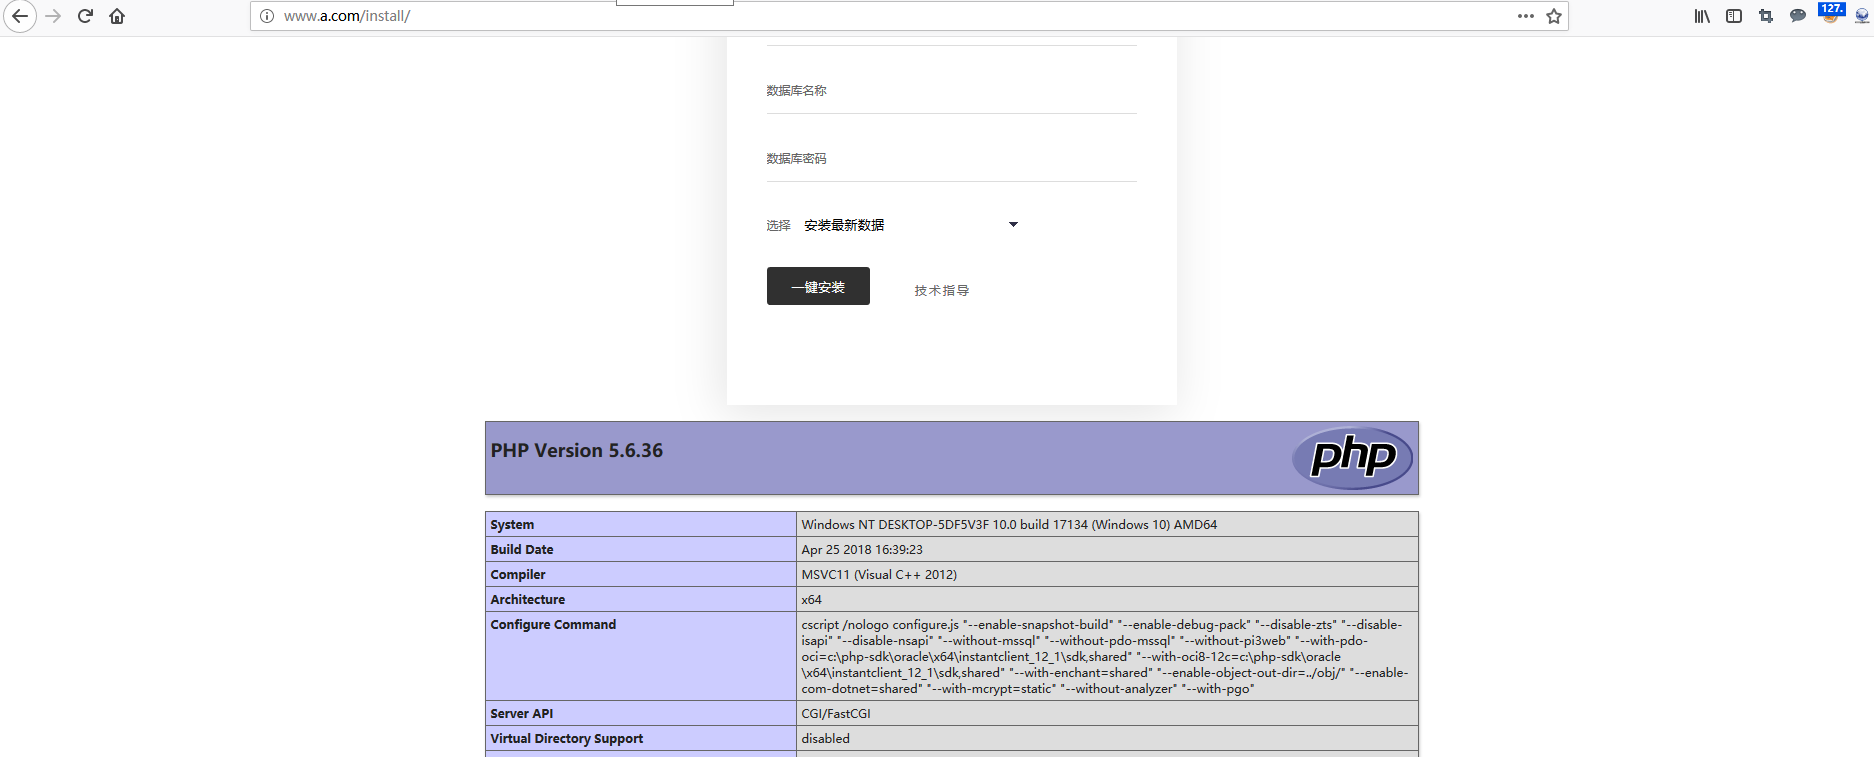 www.a.com/install/
127.
数据库名称
数据库密码
选择 安装最新数据
一键安装 技术指导
PHP Version 5.6.36
php
System Windows NT DESKTOP-5DF5V3F 10.0 build 17134 (Windows 10) AMD64
Build Date Apr 25 2018 16:39:23
Compiler MSVC11 (Visual C++ 2012)
Architecture x64
Configure Command cscript /nologo configure.js "--enable-snapshot-build" "--enable-debug-pack" "--disable-zts" "--disable-
isapi" "--disable-nsapi" "--without-mssql" "--without-pdo-mssql" "--without-pi3web" "--with-pdo-
oci=c:\php-sdk\oracle\x64\instantclient_12_1\sdk,shared" "--with-oci8-12c=c:\php-sdk\oracle
\x64\instantclient_12_1\sdk,shared" "--with-enchant=shared" "--enable-object-out-dir=../obj/" "--enable-
com-dotnet=shared" "--with-mcrypt=static" "--without-analyzer" "--with-pgo"
Server API CGI/FastCGI
Virtual Directory Support disabled